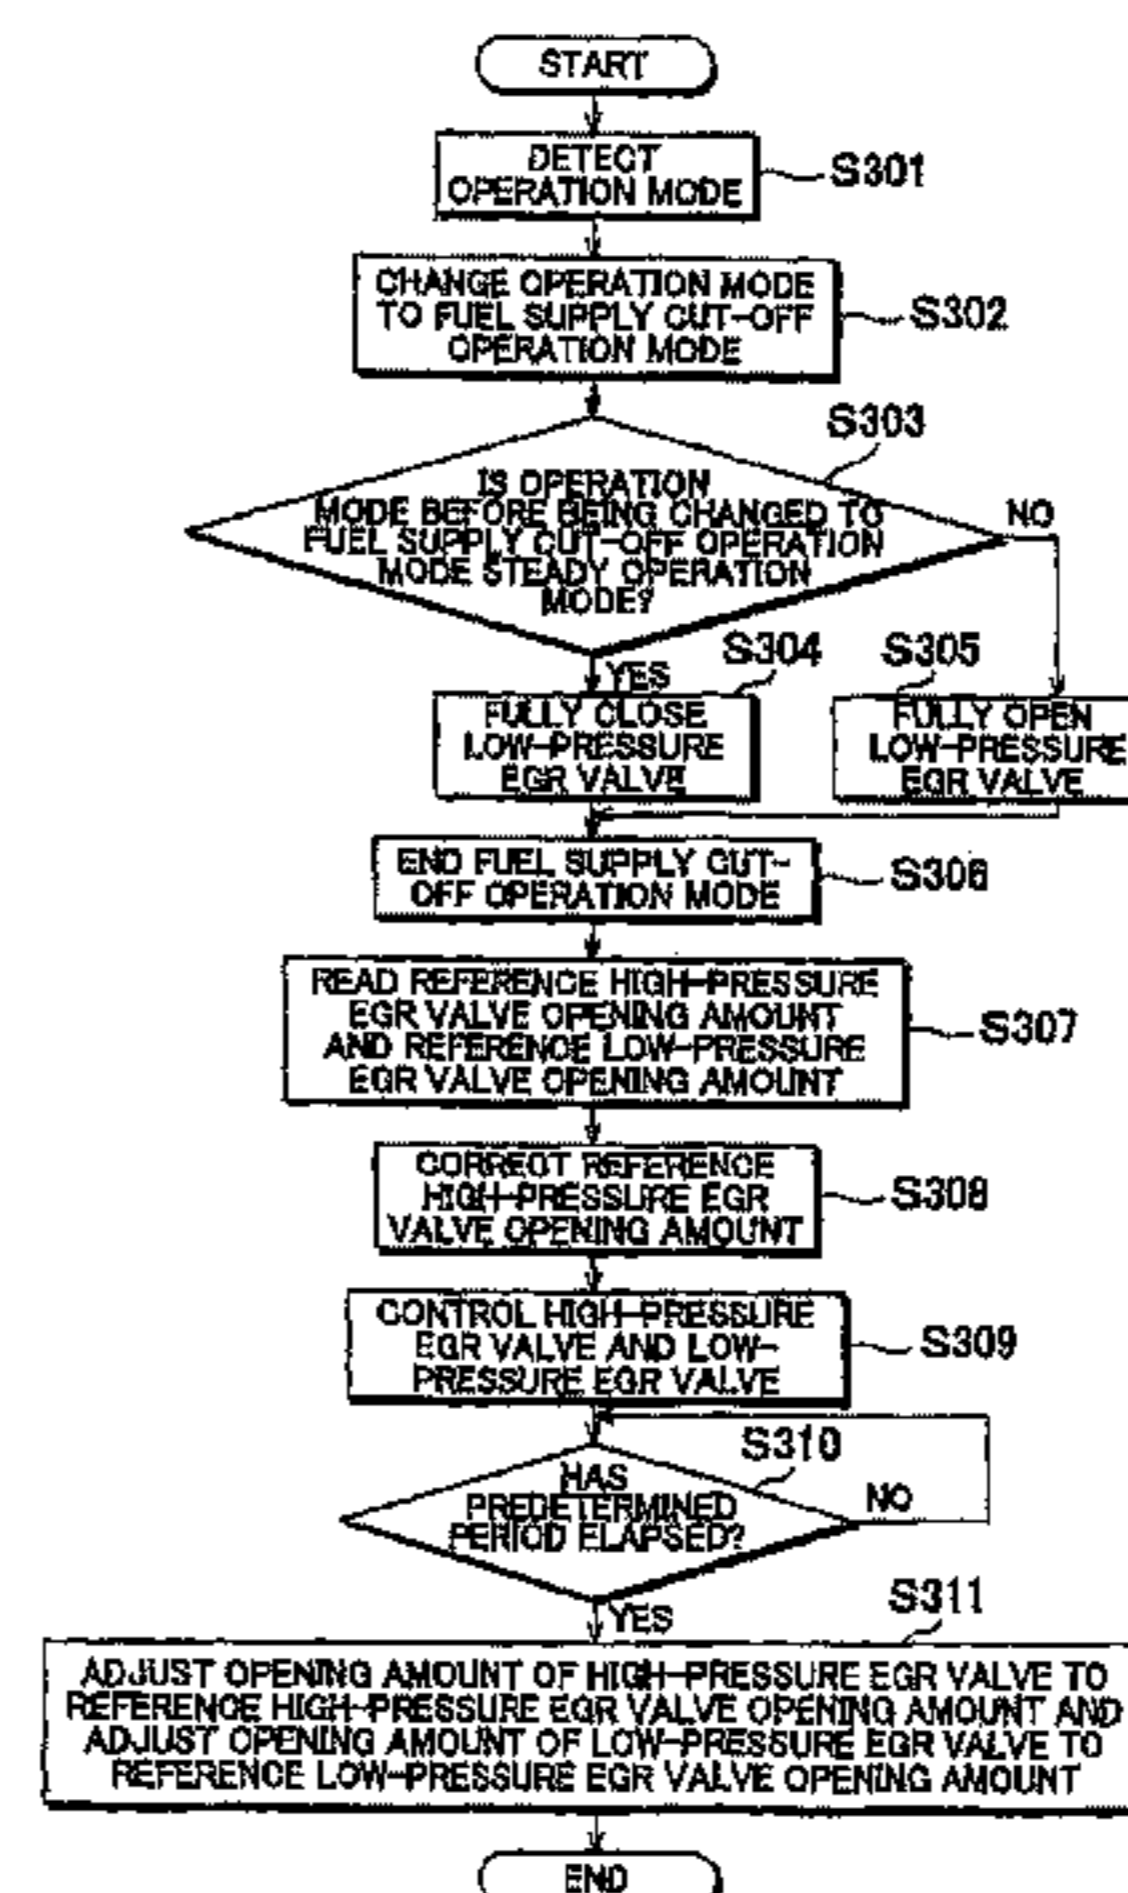 START
DETECT
OPERATION MODE
S301
CHANGE OPERATION MODE
TO FUEL SUPPLY CUT-OFF
OPERATION MODE
S302
S303
IS OPERATION
MODE BEFORE BEING CHANGED TO
FUEL SUPPLY CUT-OFF OPERATION
MODE STEADY OPERATION
MODE?
NO
YES
S304
FULLY CLOSE
LOW-PRESSURE
EGR VALVE
S305
FULLY OPEN
LOW-PRESSURE
EGR VALVE
END FUEL SUPPLY CUT-
OFF OPERATION MODE
S306
READ REFERENCE HIGH-PRESSURE
EGR VALVE OPENING AMOUNT
AND REFERENCE LOW-PRESSURE
EGR VALVE OPENING AMOUNT
S307
CORRECT REFERENCE
HIGH-PRESSURE EGR
VALVE OPENING AMOUNT
S308
CONTROL HIGH-PRESSURE
EGR VALVE AND LOW-
PRESSURE EGR VALVE
S309
S310
HAS
PREDETERMINED
PERIOD ELAPSED?
NO
YES
S311
ADJUST OPENING AMOUNT OF HIGH-PRESSURE EGR VALVE TO
REFERENCE HIGH-PRESSURE EGR VALVE OPENING AMOUNT AND
ADJUST OPENING AMOUNT OF LOW-PRESSURE EGR VALVE TO
REFERENCE LOW-PRESSURE EGR VALVE OPENING AMOUNT
END